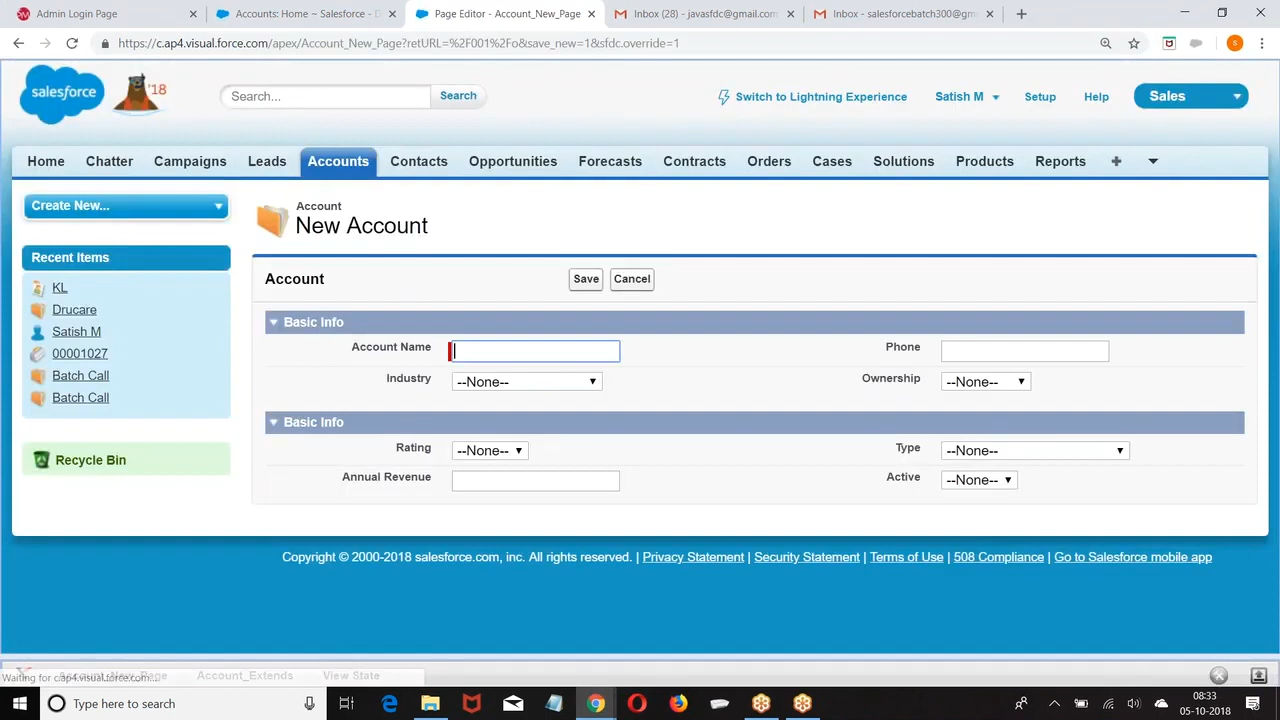 Admin Login Page
Accounts: Home ~ Salesforce - D
Page Editor - Account_New_Page
Inbox (28) - javasfdc@gmail.com
Inbox - salesforcebatch300@gm
https://c.ap4.visual.force.com/apex/Account_New_Page?retURL=%2F001%2Fo&save_new=1&sfdc.override=1
S
salesforce
'18
Search...
Search
Switch to Lightning Experience
Satish M
Setup
Help
Sales
Home
Chatter
Campaigns
Leads
Accounts
Contacts
Opportunities
Forecasts
Contracts
Orders
Cases
Solutions
Products
Reports
Create New...
Recent Items
KL
Drucare
Satish M
00001027
Batch Call
Batch Call
Recycle Bin
Account
New Account
Account
Save
Cancel
Basic Info
Account Name
Phone
Industry
--None--
Ownership
--None--
Basic Info
Rating
--None--
Type
--None--
Annual Revenue
Active
--None--
Copyright © 2000-2018 salesforce.com, inc. All rights reserved. | Privacy Statement | Security Statement | Terms of Use | 508 Compliance | Go to Salesforce mobile app
Waiting for cap4.visual.force.com...
Account_Extends
View State
Type here to search
08:33
05-10-2018